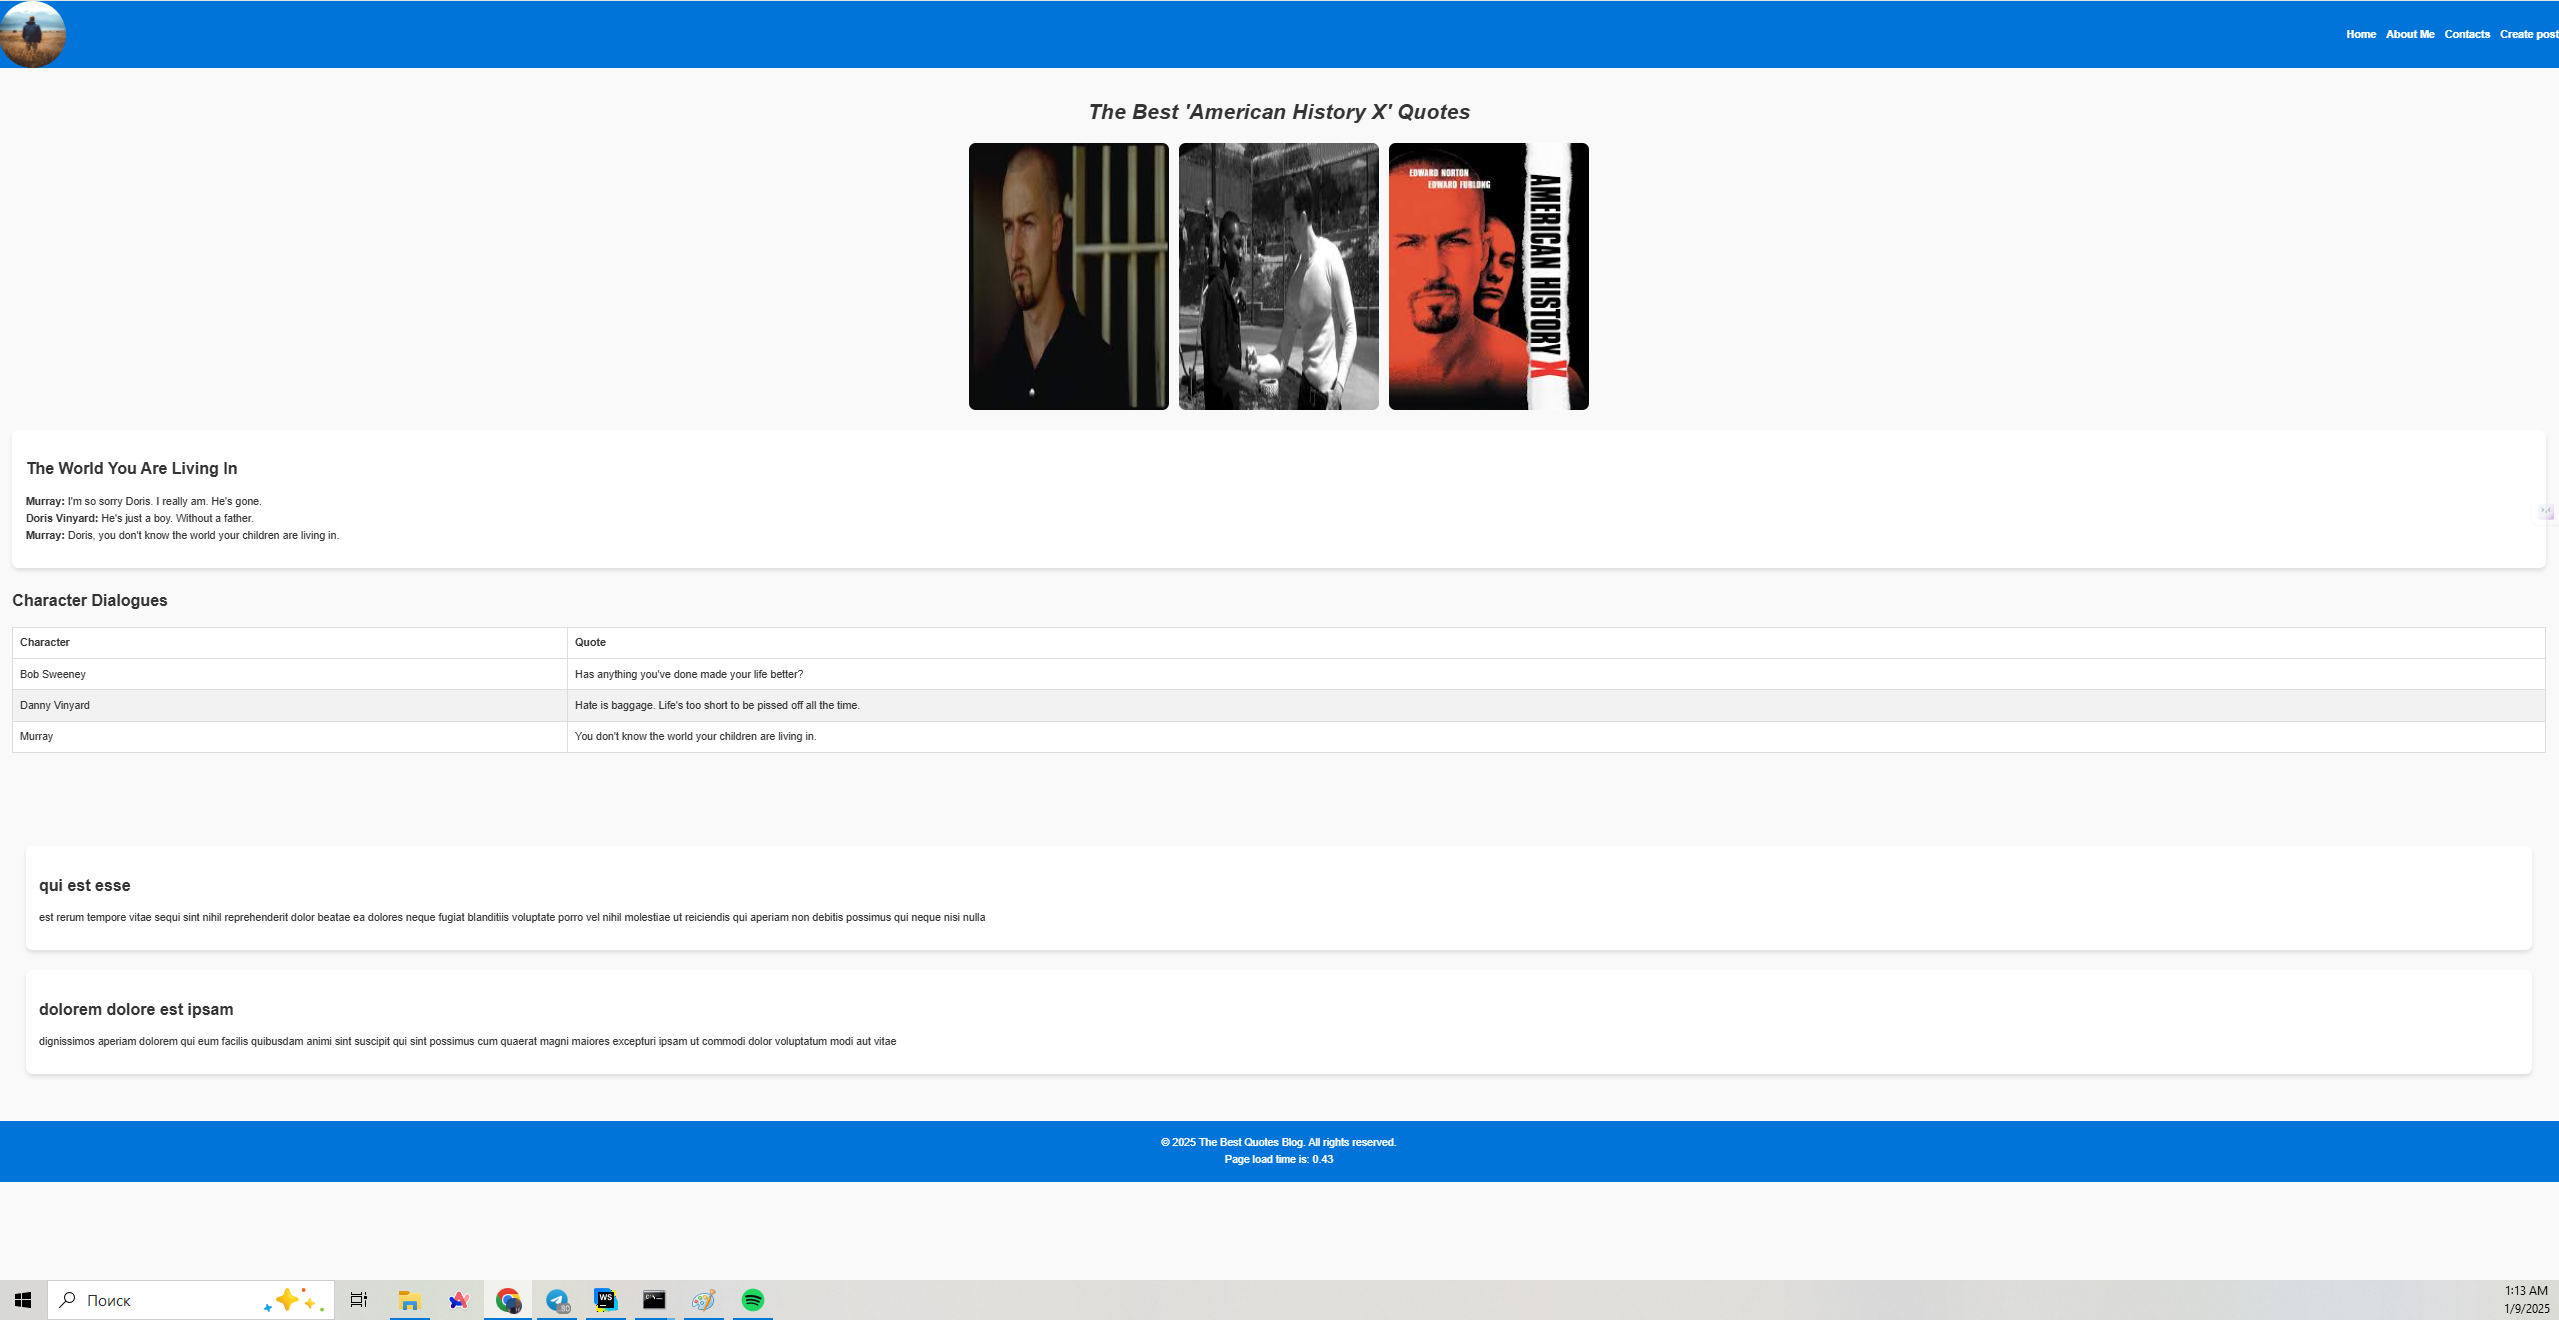 Home About Me Contacts Create post
The Best 'American History X' Quotes
EDWARD NORTON
EDWARD FURLONG
AMERICAN HISTORY X
The World You Are Living In
Murray: I'm so sorry Doris. I really am. He's gone.
Doris Vinyard: He's just a boy. Without a father.
Murray: Doris, you don't know the world your children are living in.
Character Dialogues
Character Quote
Bob Sweeney Has anything you've done made your life better?
Danny Vinyard Hate is baggage. Life's too short to be pissed off all the time.
Murray You don't know the world your children are living in.
qui est esse
est rerum tempore vitae sequi sint nihil reprehenderit dolor beatae ea dolores neque fugiat blanditiis voluptate porro vel nihil molestiae ut reiciendis qui aperiam non debitis possimus qui neque nisi nulla
dolorem dolore est ipsam
dignissimos aperiam dolorem qui eum facilis quibusdam animi sint suscipit qui sint possimus cum quaerat magni maiores excepturi ipsam ut commodi dolor voluptatum modi aut vitae
© 2025 The Best Quotes Blog. All rights reserved.
Page load time is: 0.43
Поиск
80
WS
1:13 AM
1/9/2025